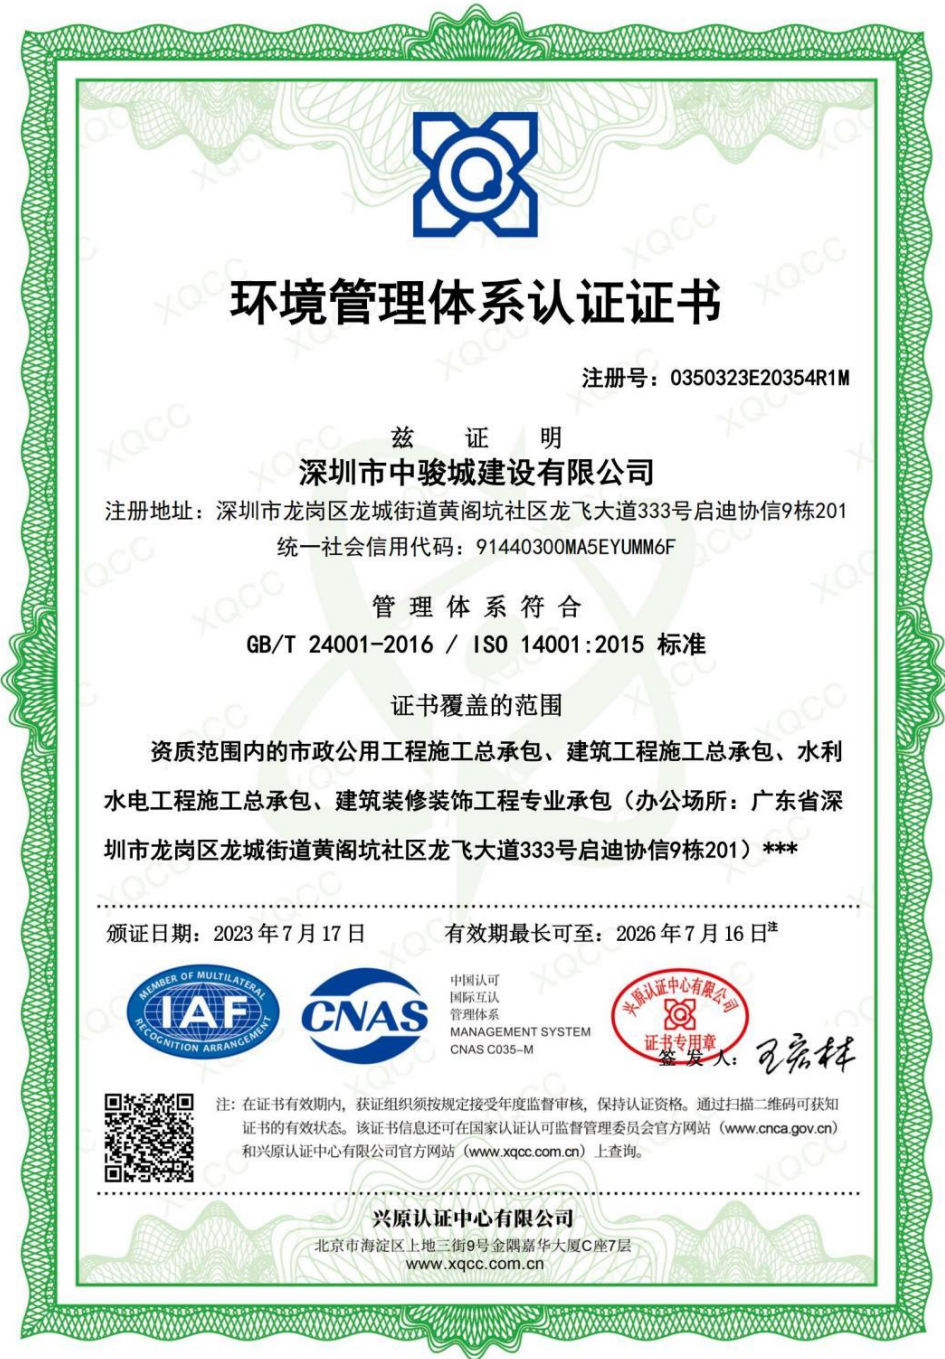 环境管理体系认证证书
注册号：0350323E20354R1M
兹 证 明
深圳市中骏城建设有限公司
注册地址：深圳市龙岗区龙城街道黄阁坑社区龙飞大道333号启迪协信9栋201
统一社会信用代码：91440300MA5EYUMM6F
管 理 体 系 符 合
GB/T 24001-2016 / ISO 14001:2015 标准
证书覆盖的范围
资质范围内的市政公用工程施工总承包、建筑工程施工总承包、水利
水电工程施工总承包、建筑装修装饰工程专业承包（办公场所：广东省深
圳市龙岗区龙城街道黄阁坑社区龙飞大道333号启迪协信9栋201）***
颁证日期：2023 年 7 月 17 日 有效期最长可至：2026 年 7 月 16 日注
MEMBER OF MULTILATERAL
IAF
RECOGNITION ARRANGEMENT
CNAS
中国认可
国际互认
管理体系
MANAGEMENT SYSTEM
CNAS C035-M
兴原认证中心有限公司
证书专用章
签 发 人：王宏林
注：在证书有效期内，获证组织须按规定接受年度监督审核，保持认证资格。通过扫描二维码可获知
证书的有效状态。该证书信息还可在国家认证认可监督管理委员会官方网站（www.cnca.gov.cn）
和兴原认证中心有限公司官方网站（www.xqcc.com.cn）上查询。
兴原认证中心有限公司
北京市海淀区上地三街9号金隅嘉华大厦C座7层
www.xqcc.com.cn